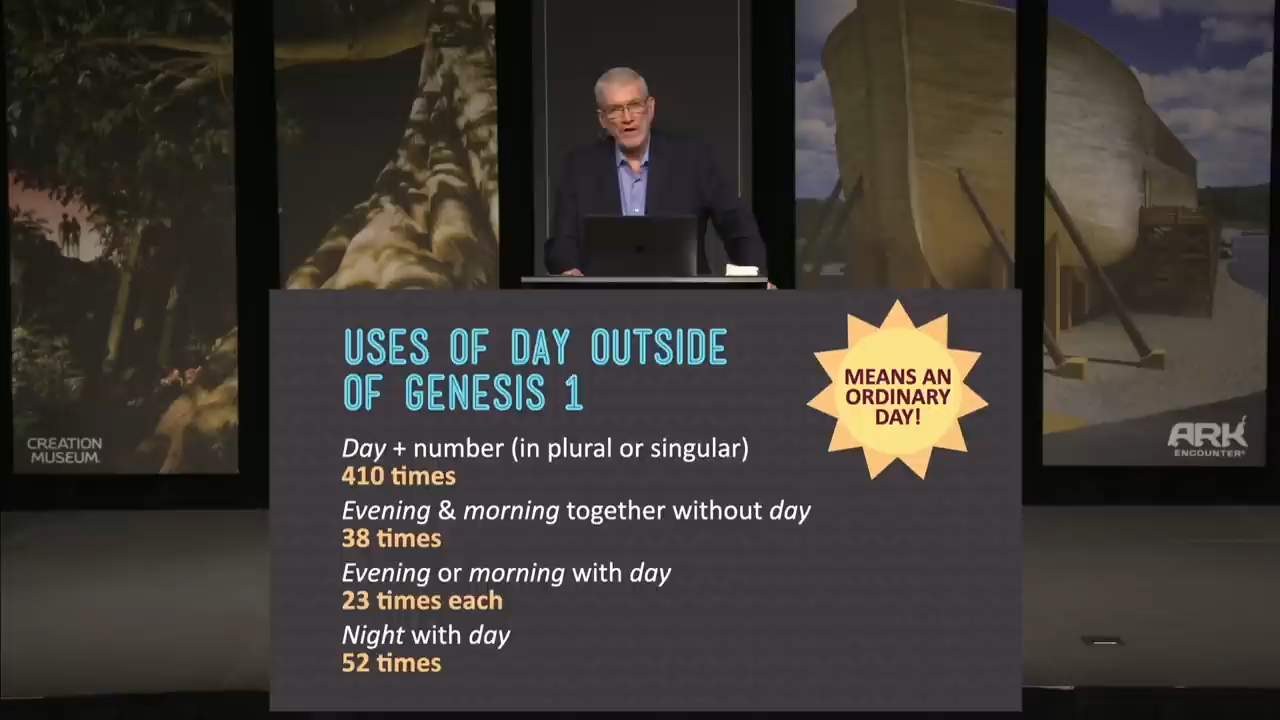 USES OF DAY OUTSIDE
OF GENESIS 1
MEANS AN
ORDINARY
DAY!
Day + number (in plural or singular)
410 times
Evening & morning together without day
38 times
Evening or morning with day
23 times each
Night with day
52 times
CREATION
MUSEUM
ARK
ENCOUNTER